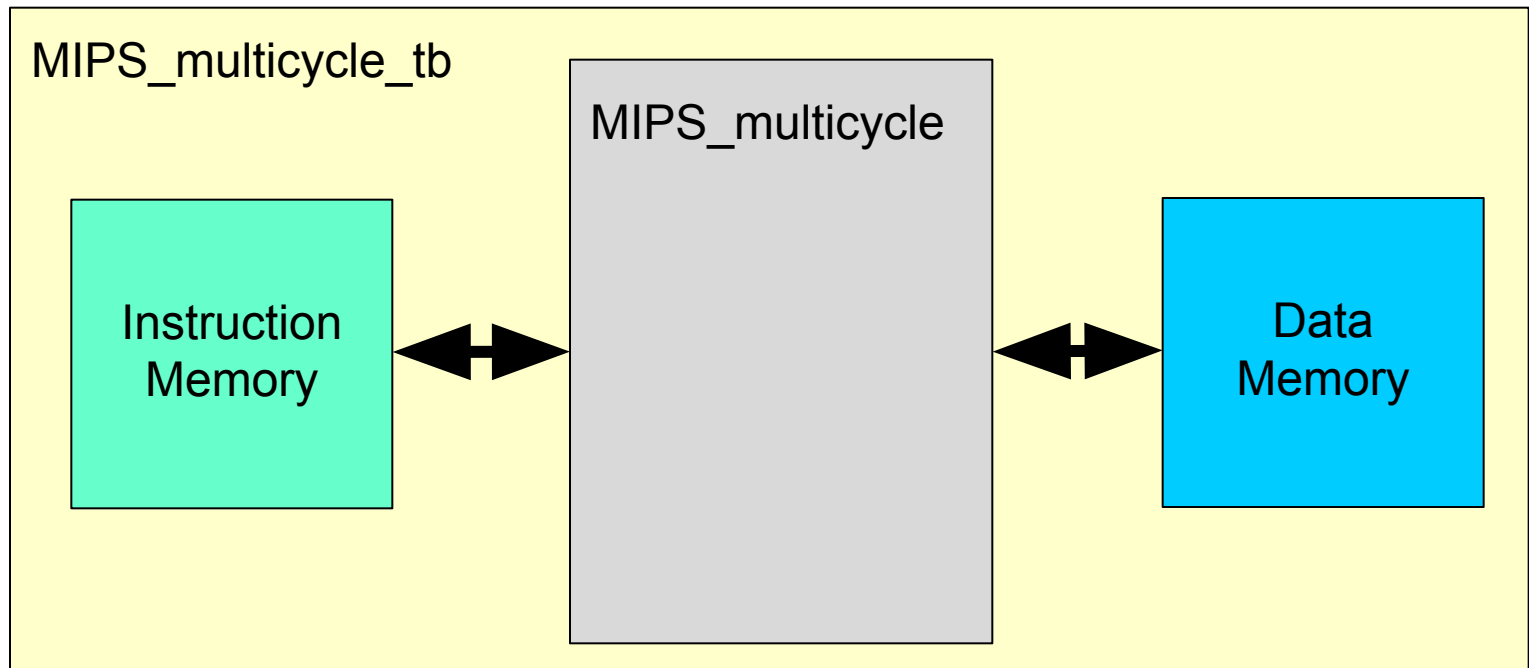 MIPS_multicycle_tb
MIPS_multicycle
Instruction
Memory
Data
Memory